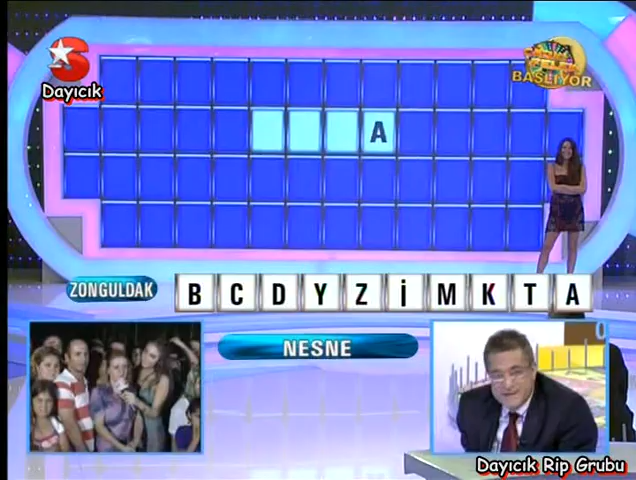 Dayıcık
BAŞLIYOR
A
ZONGULDAK
B C D Y Z İ M K T A
NESNE
Dayıcık Rip Grubu